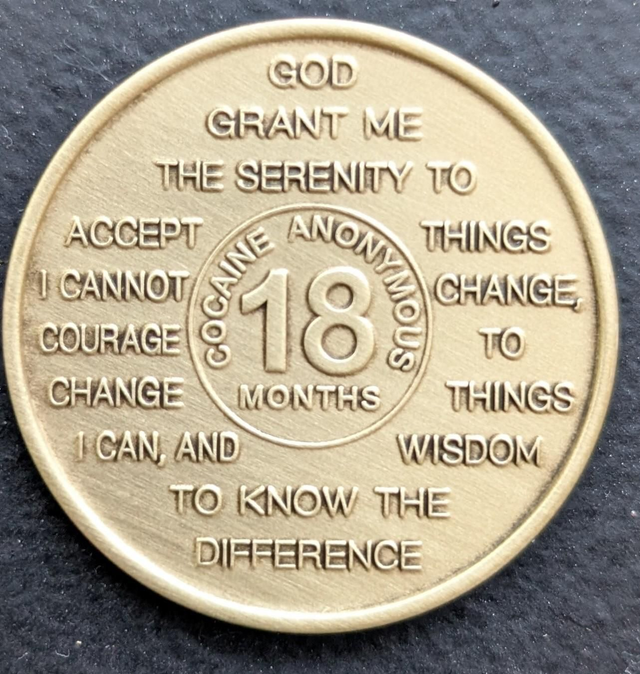 GOD
GRANT ME
THE SERENITY TO
ACCEPT THINGS
I CANNOT CHANGE,
COURAGE TO
CHANGE THINGS
I CAN, AND WISDOM
TO KNOW THE
DIFFERENCE
COCAINE ANONYMOUS
18
MONTHS